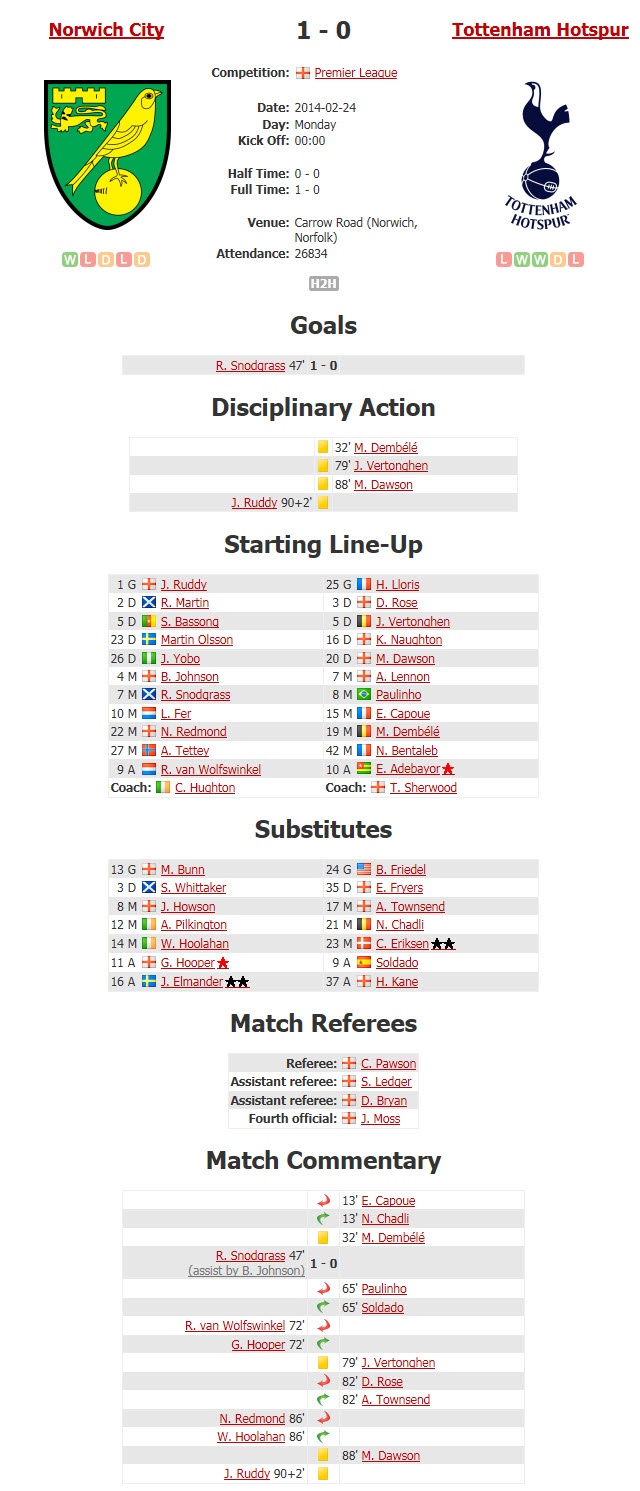 Norwich City 1 - 0 Tottenham Hotspur
Competition: Premier League
Date: 2014-02-24
Day: Monday
Kick Off: 00:00
Half Time: 0 - 0
Full Time: 1 - 0
Venue: Carrow Road (Norwich,
Norfolk)
Attendance: 26834
TOTTENHAM
HOTSPUR
W L D L D
L W W D L
H2H
Goals
R. Snodgrass 47' 1 - 0
Disciplinary Action
32' M. Dembélé
79' J. Vertonghen
88' M. Dawson
J. Ruddy 90+2'
Starting Line-Up
1 G J. Ruddy 25 G H. Lloris
2 D R. Martin 3 D D. Rose
5 D S. Bassong 5 D J. Vertonghen
23 D Martin Olsson 16 D K. Naughton
26 D J. Yobo 20 D M. Dawson
4 M B. Johnson 7 M A. Lennon
7 M R. Snodgrass 8 M Paulinho
10 M L. Fer 15 M E. Capoue
22 M N. Redmond 19 M M. Dembélé
27 M A. Tettey 42 M N. Bentaleb
9 A R. van Wolfswinkel 10 A E. Adebayor
Coach: C. Hughton Coach: T. Sherwood
Substitutes
13 G M. Bunn 24 G B. Friedel
3 D S. Whittaker 35 D E. Fryers
8 M J. Howson 17 M A. Townsend
12 M A. Pilkington 21 M N. Chadli
14 M W. Hoolahan 23 M C. Eriksen
11 A G. Hooper 9 A Soldado
16 A J. Elmander 37 A H. Kane
Match Referees
Referee: C. Pawson
Assistant referee: S. Ledger
Assistant referee: D. Bryan
Fourth official: J. Moss
Match Commentary
13' E. Capoue
13' N. Chadli
32' M. Dembélé
R. Snodgrass 47' 1 - 0
(assist by B. Johnson)
65' Paulinho
65' Soldado
R. van Wolfswinkel 72'
G. Hooper 72'
79' J. Vertonghen
82' D. Rose
82' A. Townsend
N. Redmond 86'
W. Hoolahan 86'
88' M. Dawson
J. Ruddy 90+2'